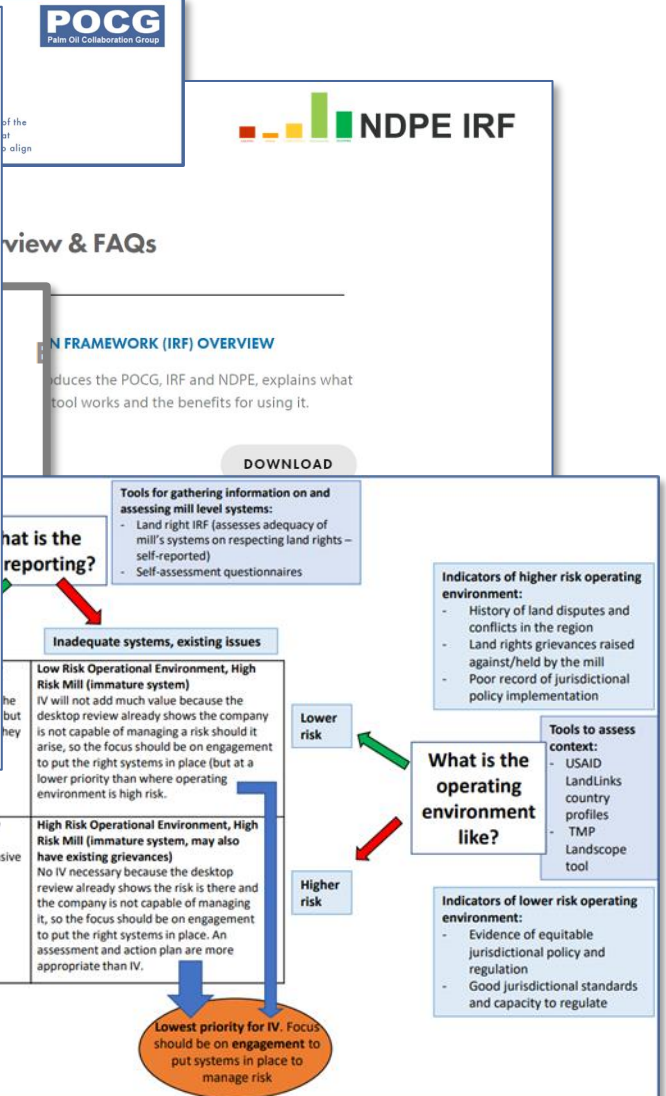 POCG
Palm Oil Collaboration Group
of the
at
o align
NDPE IRF
view & FAQs
N FRAMEWORK (IRF) OVERVIEW
duces the POCG, IRF and NDPE, explains what
tool works and the benefits for using it.
DOWNLOAD
hat is the
reporting?
Tools for gathering information on and
assessing mill level systems:
- Land right IRF (assesses adequacy of
mill's systems on respecting land rights –
self-reported)
- Self-assessment questionnaires
Inadequate systems, existing issues
he
but
hey
Low Risk Operational Environment, High
Risk Mill (immature system)
IV will not add much value because the
desktop review already shows the company
is not capable of managing a risk should it
arise, so the focus should be on engagement
to put the right systems in place (but at a
lower priority than where operating
environment is high risk.
Lower
risk
sive
High Risk Operational Environment, High
Risk Mill (immature system, may also
have existing grievances)
No IV necessary because the desktop
review already shows the risk is there and
the company is not capable of managing
it, so the focus should be on engagement
to put the right systems in place. An
assessment and action plan are more
appropriate than IV.
Higher
risk
What is the
operating
environment
like?
Indicators of higher risk operating
environment:
- History of land disputes and
conflicts in the region
- Land rights grievances raised
against/held by the mill
- Poor record of jurisdictional
policy implementation
Tools to assess
context:
- USAID
LandLinks
country
profiles
- TMP
Landscope
tool
Indicators of lower risk operating
environment:
- Evidence of equitable
jurisdictional policy and
regulation
- Good jurisdictional standards
and capacity to regulate
Lowest priority for IV. Focus
should be on engagement to
put systems in place to
manage risk